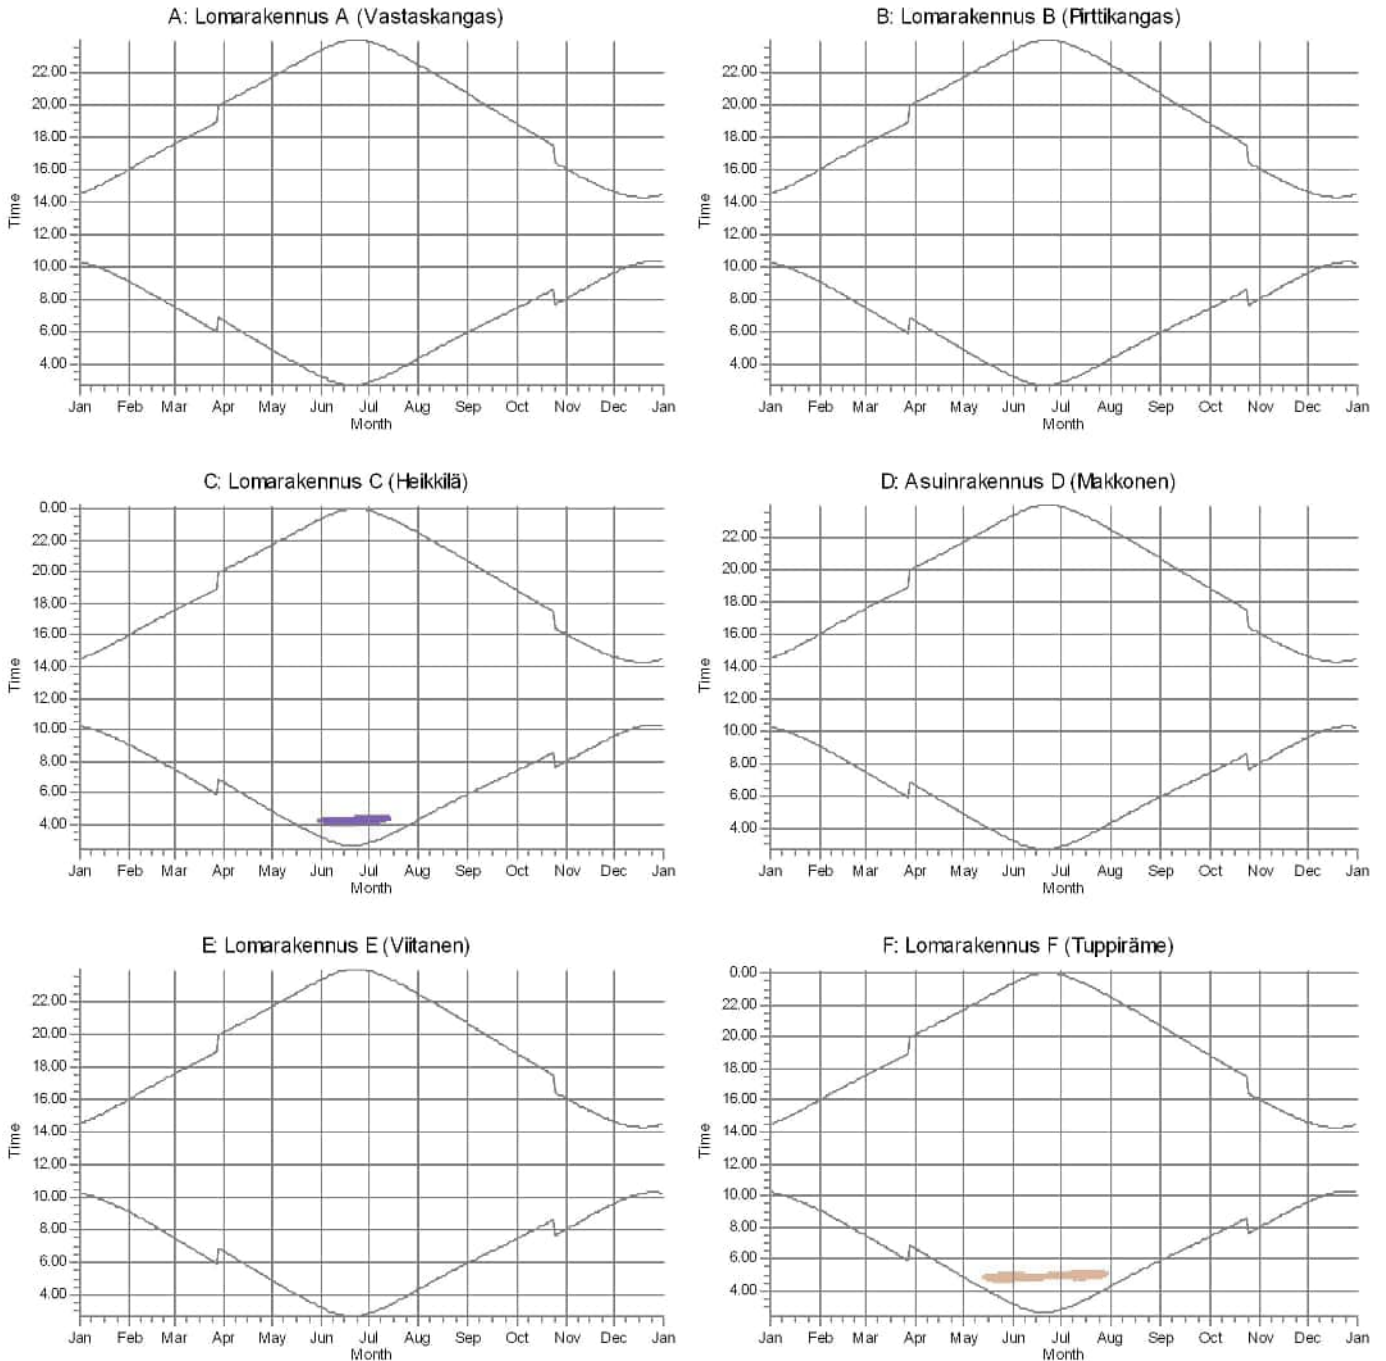 A: Lomarakennus A (Vastaskangas)
22.00
20.00
18.00
16.00
14.00
12.00
10.00
8.00
6.00
4.00
Time
Jan Feb Mar Apr May Jun Jul Aug Sep Oct Nov Dec Jan
Month
B: Lomarakennus B (Pirttikangas)
22.00
20.00
18.00
16.00
14.00
12.00
10.00
8.00
6.00
4.00
Time
Jan Feb Mar Apr May Jun Jul Aug Sep Oct Nov Dec Jan
Month
C: Lomarakennus C (Heikkilä)
0.00
22.00
20.00
18.00
16.00
14.00
12.00
10.00
8.00
6.00
4.00
Time
Jan Feb Mar Apr May Jun Jul Aug Sep Oct Nov Dec Jan
Month
D: Asuinrakennus D (Makkonen)
22.00
20.00
18.00
16.00
14.00
12.00
10.00
8.00
6.00
4.00
Time
Jan Feb Mar Apr May Jun Jul Aug Sep Oct Nov Dec Jan
Month
E: Lomarakennus E (Viitanen)
22.00
20.00
18.00
16.00
14.00
12.00
10.00
8.00
6.00
4.00
Time
Jan Feb Mar Apr May Jun Jul Aug Sep Oct Nov Dec Jan
Month
F: Lomarakennus F (Tuppiräme)
0.00
22.00
20.00
18.00
16.00
14.00
12.00
10.00
8.00
6.00
4.00
Time
Jan Feb Mar Apr May Jun Jul Aug Sep Oct Nov Dec Jan
Month